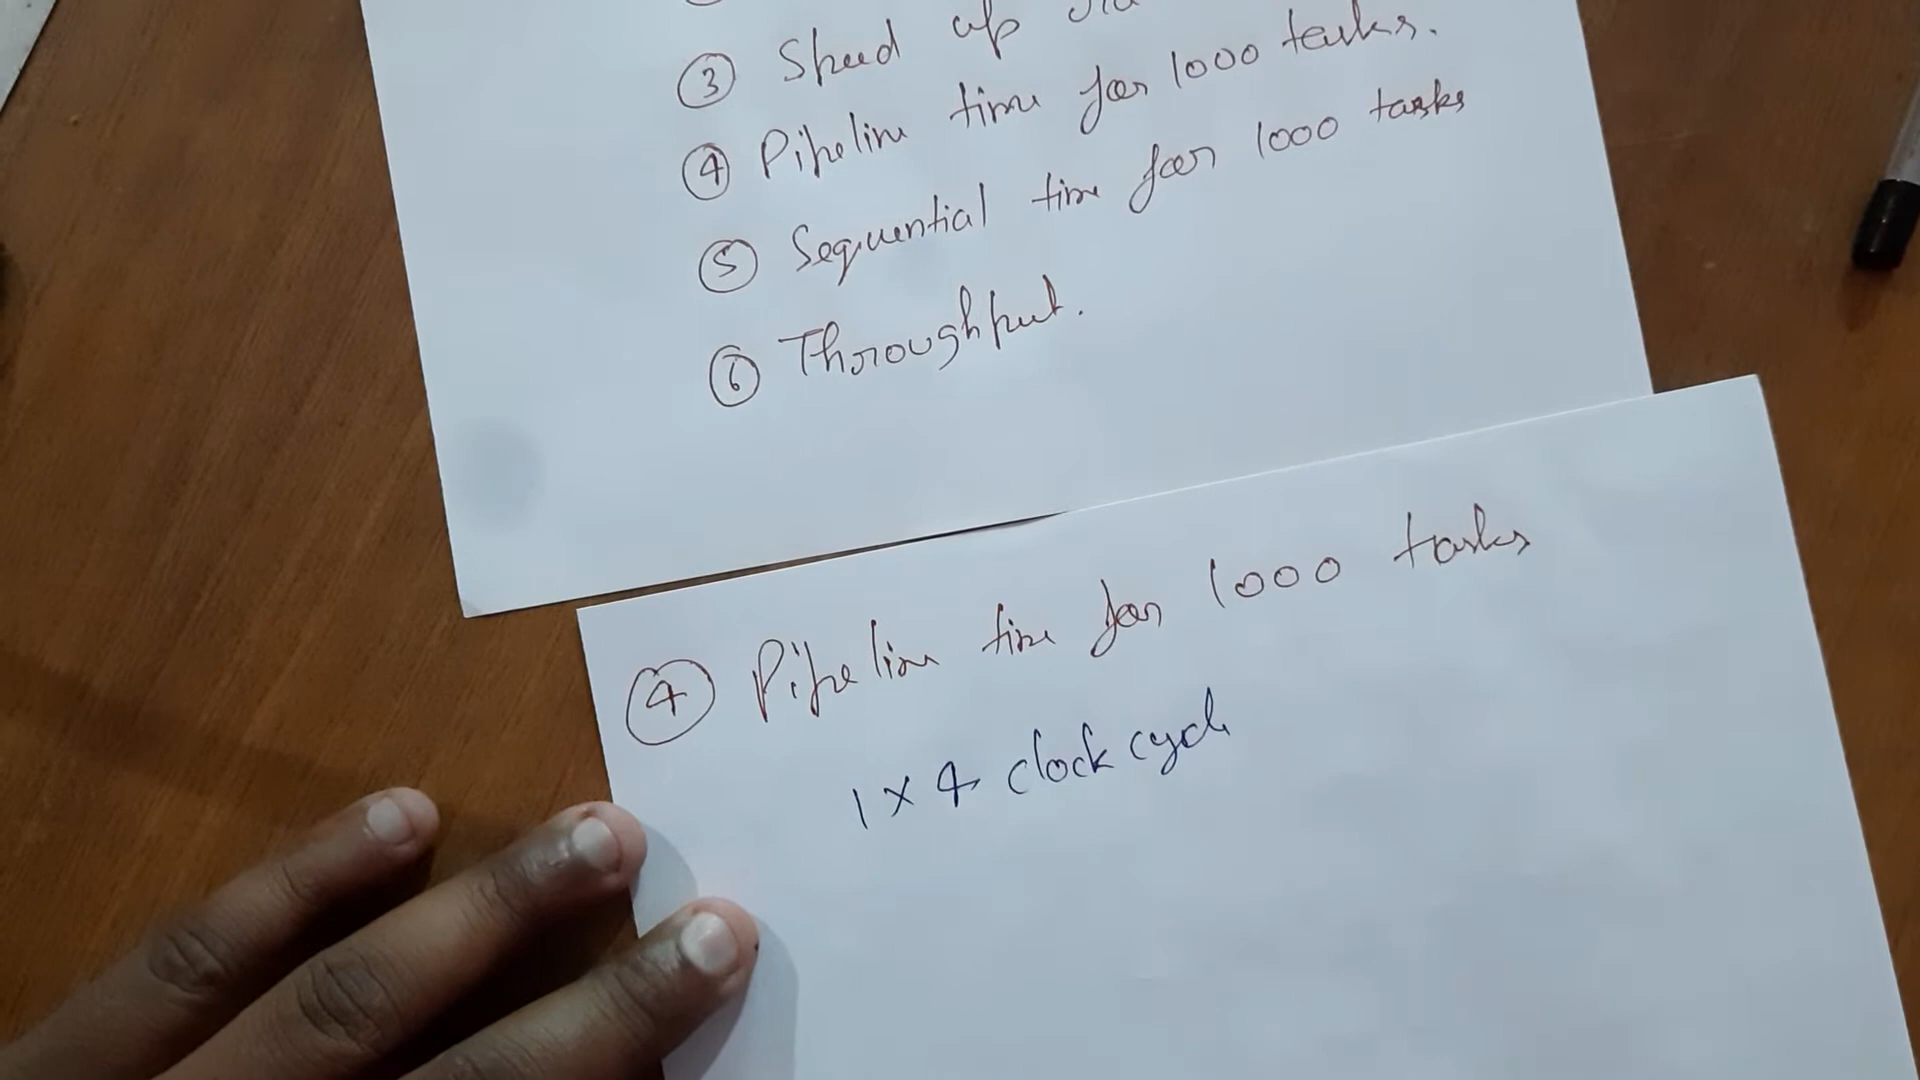 ③ Speed up
④ Pipeline time for 1000 tasks.
⑤ Sequential time for 1000 tasks
⑥ Throughput.
④ Pipeline time for 1000 tasks
1 x 4 clock cycle